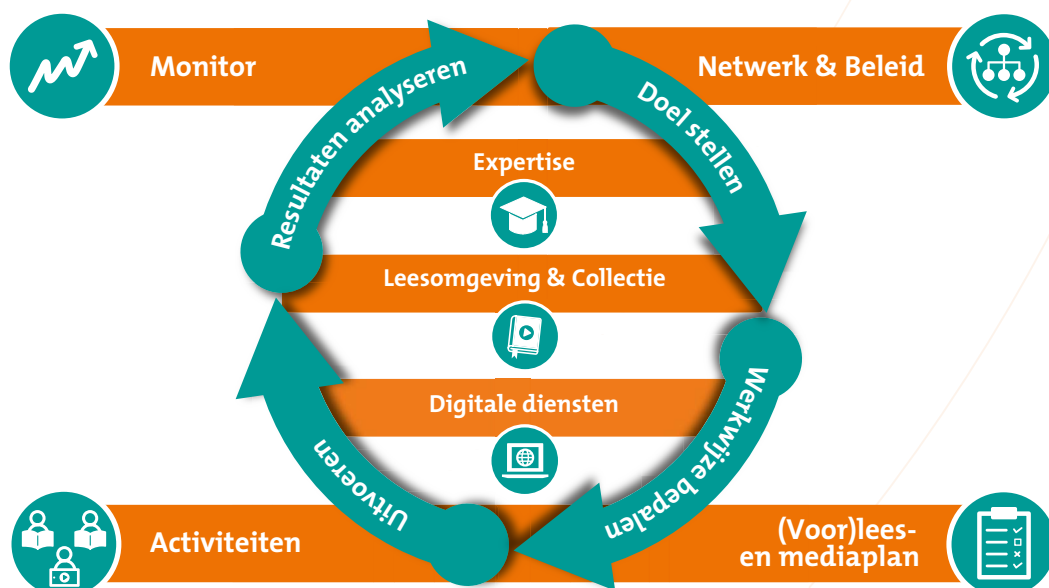 Monitor
Resultaten analyseren
Netwerk & Beleid
Doel stellen
Expertise
Leesomgeving & Collectie
Digitale diensten
Werkwijze bepalen
Uitvoeren
Activiteiten
(Voor)lees-
en mediaplan